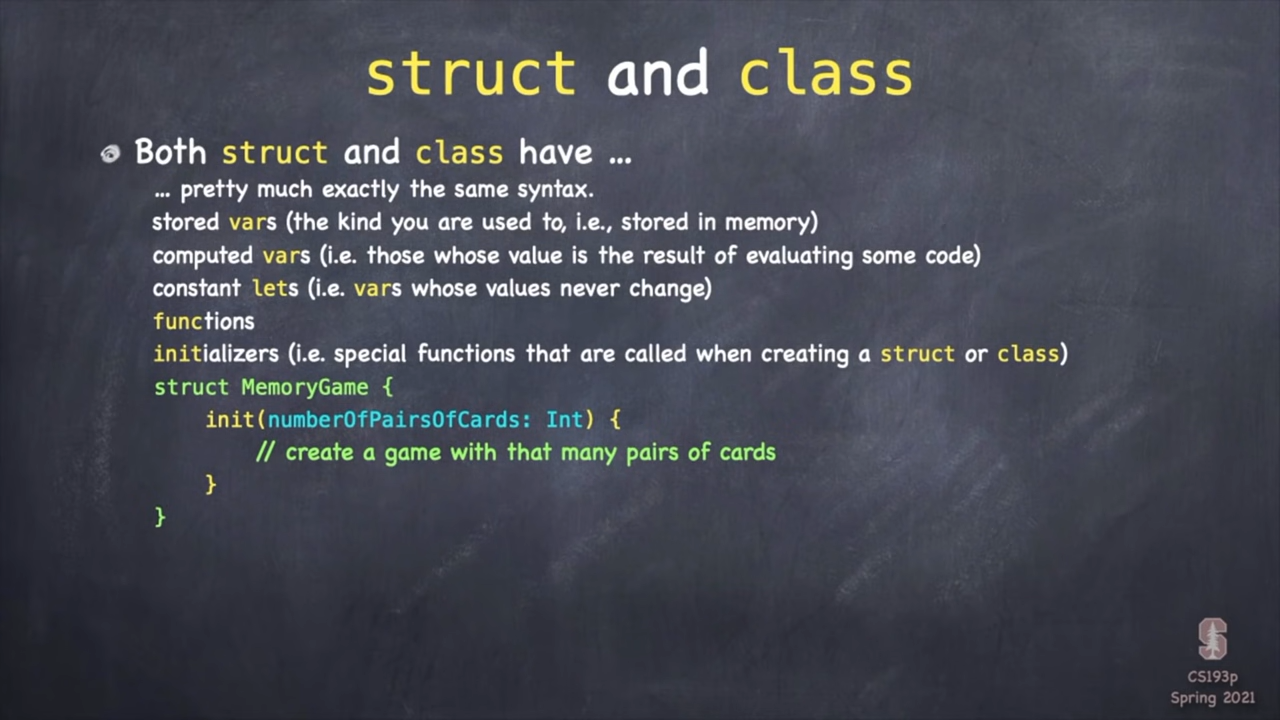 struct and class
Both struct and class have ...
... pretty much exactly the same syntax.
stored vars (the kind you are used to, i.e., stored in memory)
computed vars (i.e. those whose value is the result of evaluating some code)
constant lets (i.e. vars whose values never change)
functions
initializers (i.e. special functions that are called when creating a struct or class)
struct MemoryGame {
init(numberOfPairsOfCards: Int) {
// create a game with that many pairs of cards
}
}
S
CS193p
Spring 2021